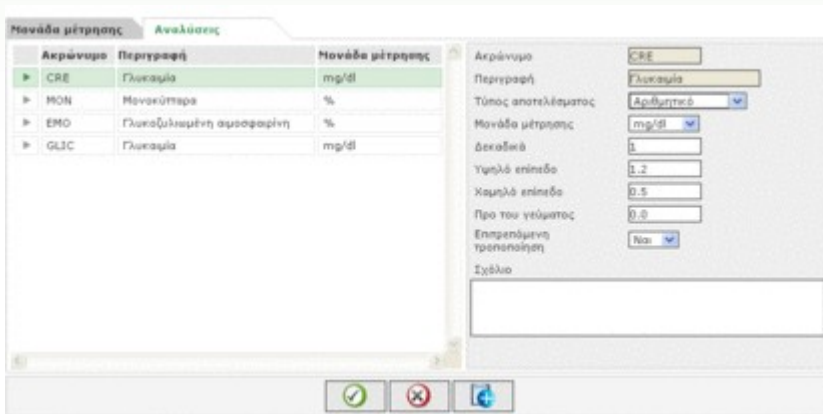 Μονάδα μέτρησης Αναλύσεις
Ακρώνυμο Περιγραφή Μονάδα μέτρησης
CRE Γλυκαιμία mg/dl
MON Μονοκύτταρα %
EMO Γλυκοζυλιωμένη αιμοσφαιρίνη %
GLIC Γλυκαιμία mg/dl
Ακρώνυμο CRE
Περιγραφή Γλυκαιμία
Τύπος αποτελέσματος Αριθμητικό
Μονάδα μέτρησης mg/dl
Δεκαδικά 1
Υψηλό επίπεδο 1.2
Χαμηλό επίπεδο 0.5
Προ του γεύματος 0.0
Επιτρεπόμενη
τροποποίηση Ναι
Σχόλιο